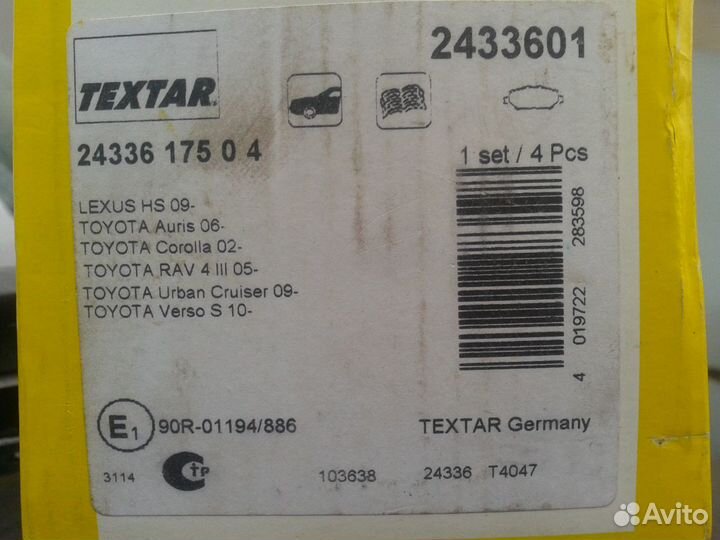 TEXTAR
2433601
24336 175 0 4
1 set / 4 Pcs
LEXUS HS 09-
TOYOTA Auris 06-
TOYOTA Corolla 02-
TOYOTA RAV 4 III 05-
TOYOTA Urban Cruiser 09-
TOYOTA Verso S 10-
4 019722 283598
E1 90R-01194/886
TEXTAR Germany
3114
СТР
103638
24336 T4047
Avito